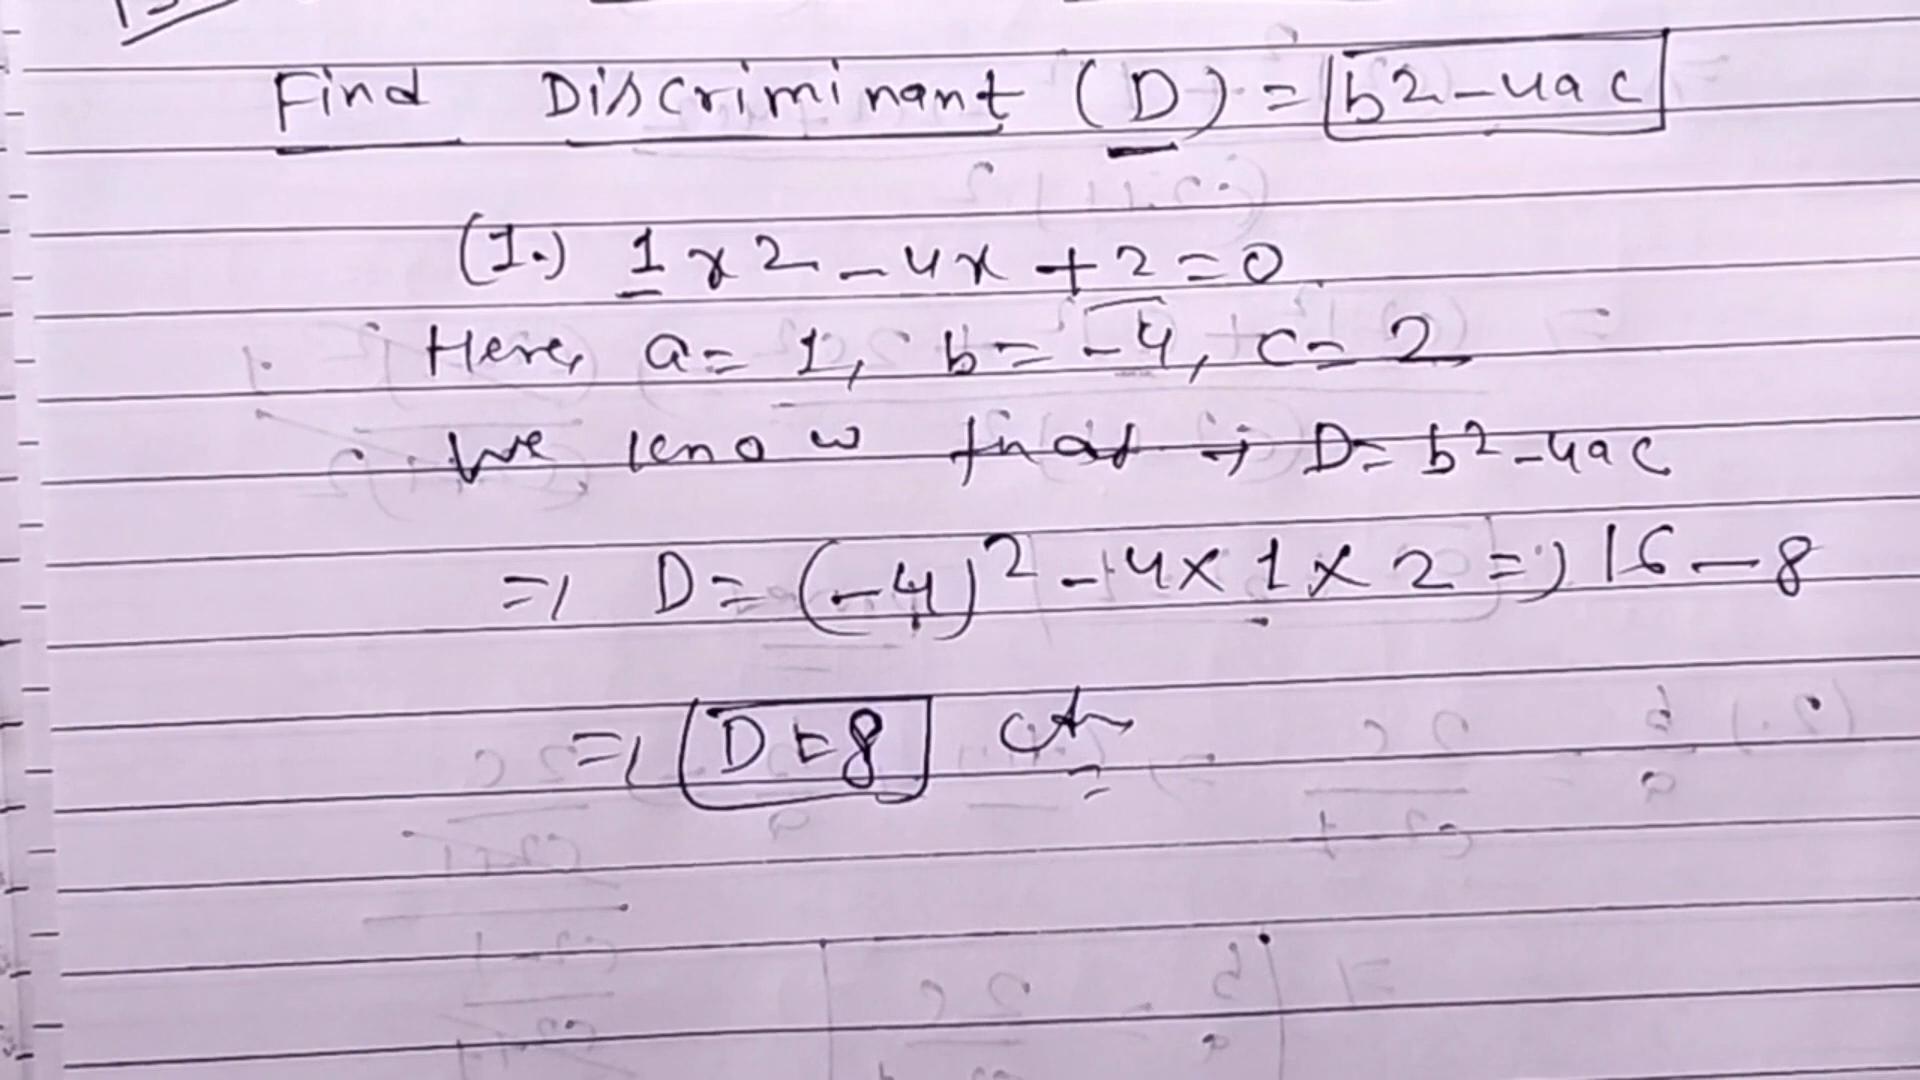 Find Discriminant (D) = b2-4ac
(1.) 1x2-4x+2=0
Here, a=1, b=-4, c=2
We know that → D=b²-4ac
=> D=(-4)²-4×1×2 => 16-8
=> D=8